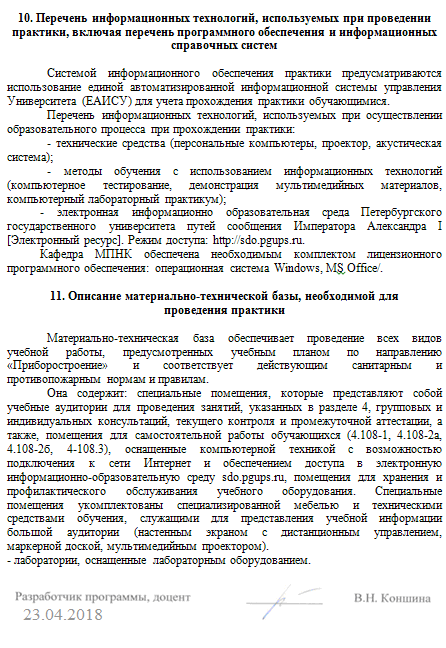 10. Перечень информационных технологий, используемых при проведении
практики, включая перечень программного обеспечения и информационных
справочных систем
Системой информационного обеспечения практики предусматриваются
использование единой автоматизированной информационной системы управления
Университета (ЕАИСУ) для учета прохождения практики обучающимися.
Перечень информационных технологий, используемых при осуществлении
образовательного процесса при прохождении практики:
- технические средства (персональные компьютеры, проектор, акустическая
система);
- методы обучения с использованием информационных технологий
(компьютерное тестирование, демонстрация мультимедийных материалов,
компьютерный лабораторный практикум);
- электронная информационно образовательная среда Петербургского
государственного университета путей сообщения Императора Александра I
[Электронный ресурс]. Режим доступа: http://sdo.pgups.ru.
Кафедра МПНК обеспечена необходимым комплектом лицензионного
программного обеспечения: операционная система Windows, MS Office/.
11. Описание материально-технической базы, необходимой для
проведения практики
Материально-техническая база обеспечивает проведение всех видов
учебной работы, предусмотренных учебным планом по направлению
«Приборостроение» и соответствует действующим санитарным и
противопожарным нормам и правилам.
Она содержит: специальные помещения, которые представляют собой
учебные аудитории для проведения занятий, указанных в разделе 4, групповых и
индивидуальных консультаций, текущего контроля и промежуточной аттестации, а
также, помещения для самостоятельной работы обучающихся (4.108-1, 4.108-2а,
4.108-2б, 4-108.3), оснащенные компьютерной техникой с возможностью
подключения к сети Интернет и обеспечением доступа в электронную
информационно-образовательную среду sdo.pgups.ru, помещения для хранения и
профилактического обслуживания учебного оборудования. Специальные
помещения укомплектованы специализированной мебелью и техническими
средствами обучения, служащими для представления учебной информации
большой аудитории (настенным экраном с дистанционным управлением,
маркерной доской, мультимедийным проектором).
- лаборатории, оснащенные лабораторным оборудованием.
Разработчик программы, доцент В.Н. Коншина
23.04.2018